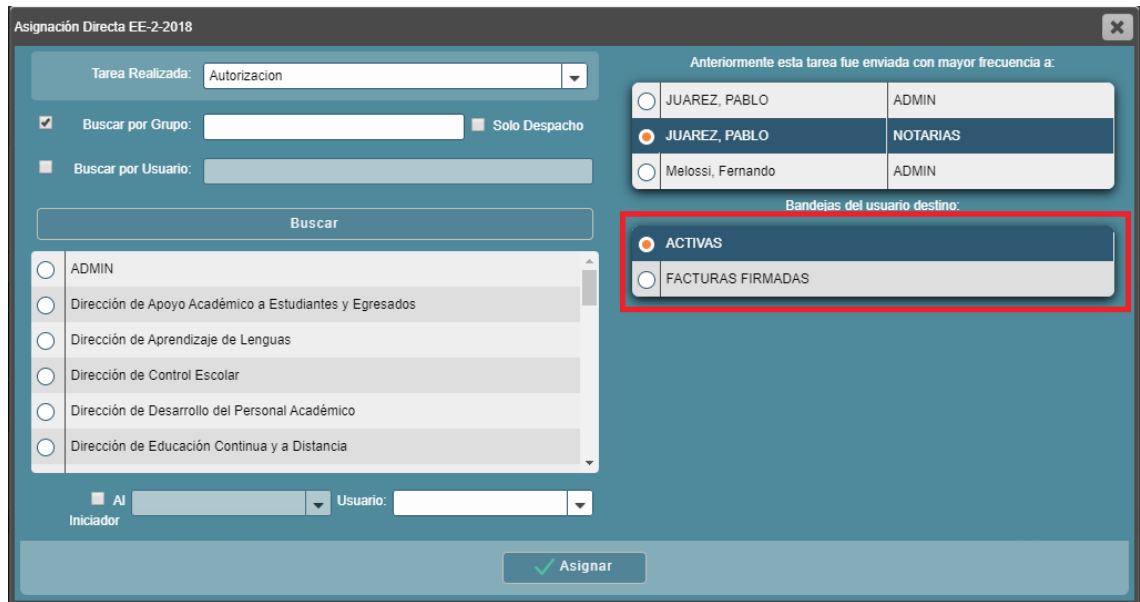 Asignación Directa EE-2-2018
Tarea Realizada: Autorizacion
Buscar por Grupo: Solo Despacho
Buscar por Usuario:
Buscar
ADMIN
Dirección de Apoyo Académico a Estudiantes y Egresados
Dirección de Aprendizaje de Lenguas
Dirección de Control Escolar
Dirección de Desarrollo del Personal Académico
Dirección de Educación Continua y a Distancia
Al Iniciador
Usuario:
Anteriormente esta tarea fue enviada con mayor frecuencia a:
JUAREZ, PABLO ADMIN
JUAREZ, PABLO NOTARIAS
Melossi, Fernando ADMIN
Bandejas del usuario destino:
ACTIVAS
FACTURAS FIRMADAS
Asignar